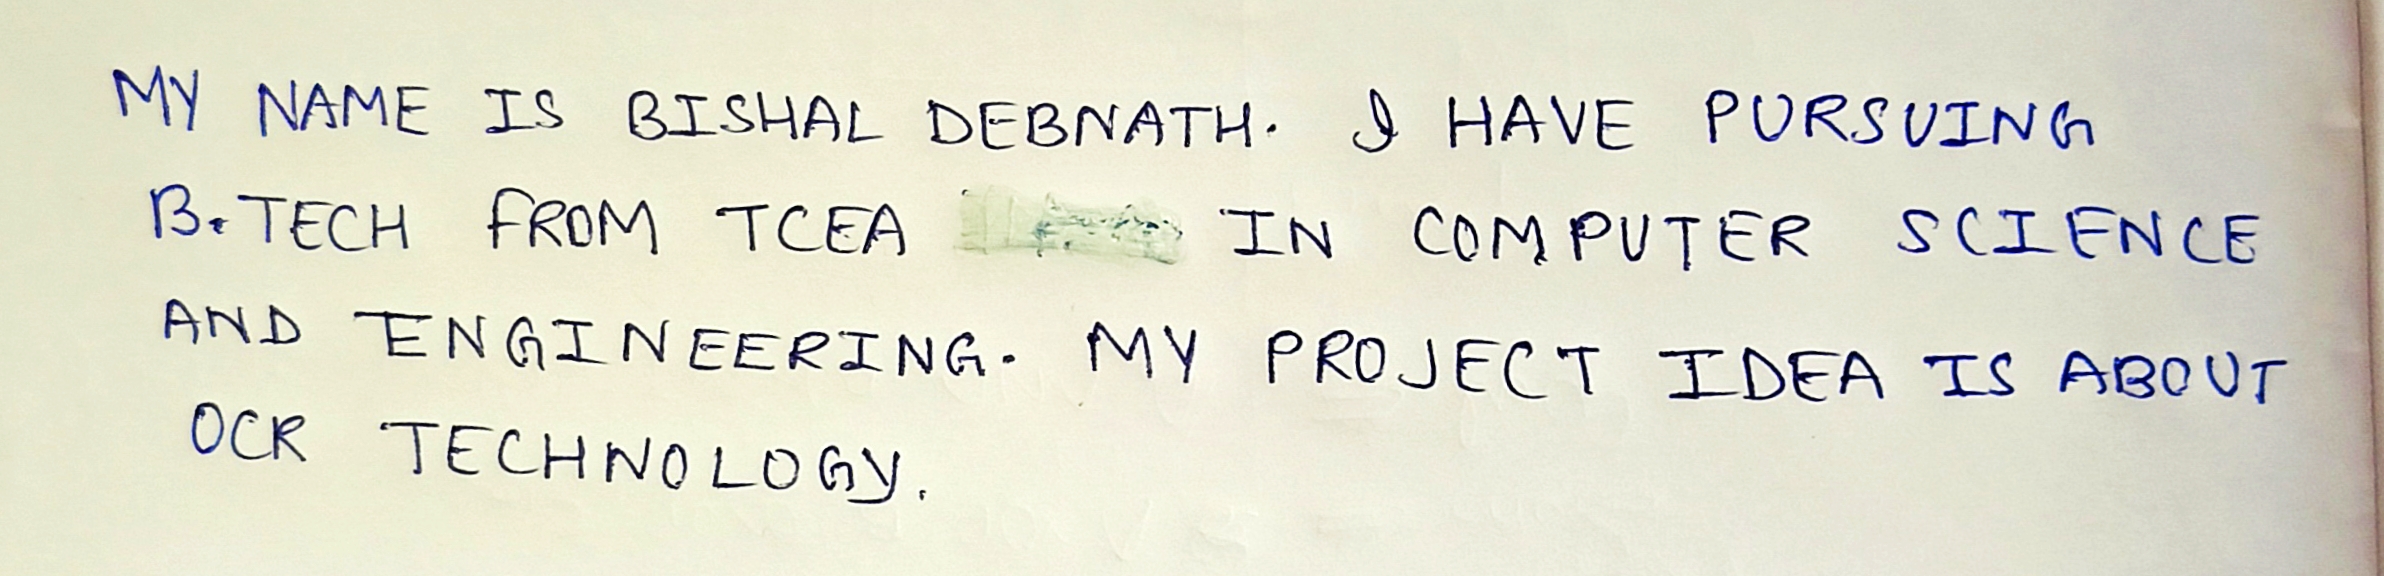 MY NAME IS BISHAL DEBNATH. I HAVE PURSUING
B.TECH FROM TCEA IN COMPUTER SCIENCE
AND ENGINEERING. MY PROJECT IDEA IS ABOUT
OCR TECHNOLOGY.